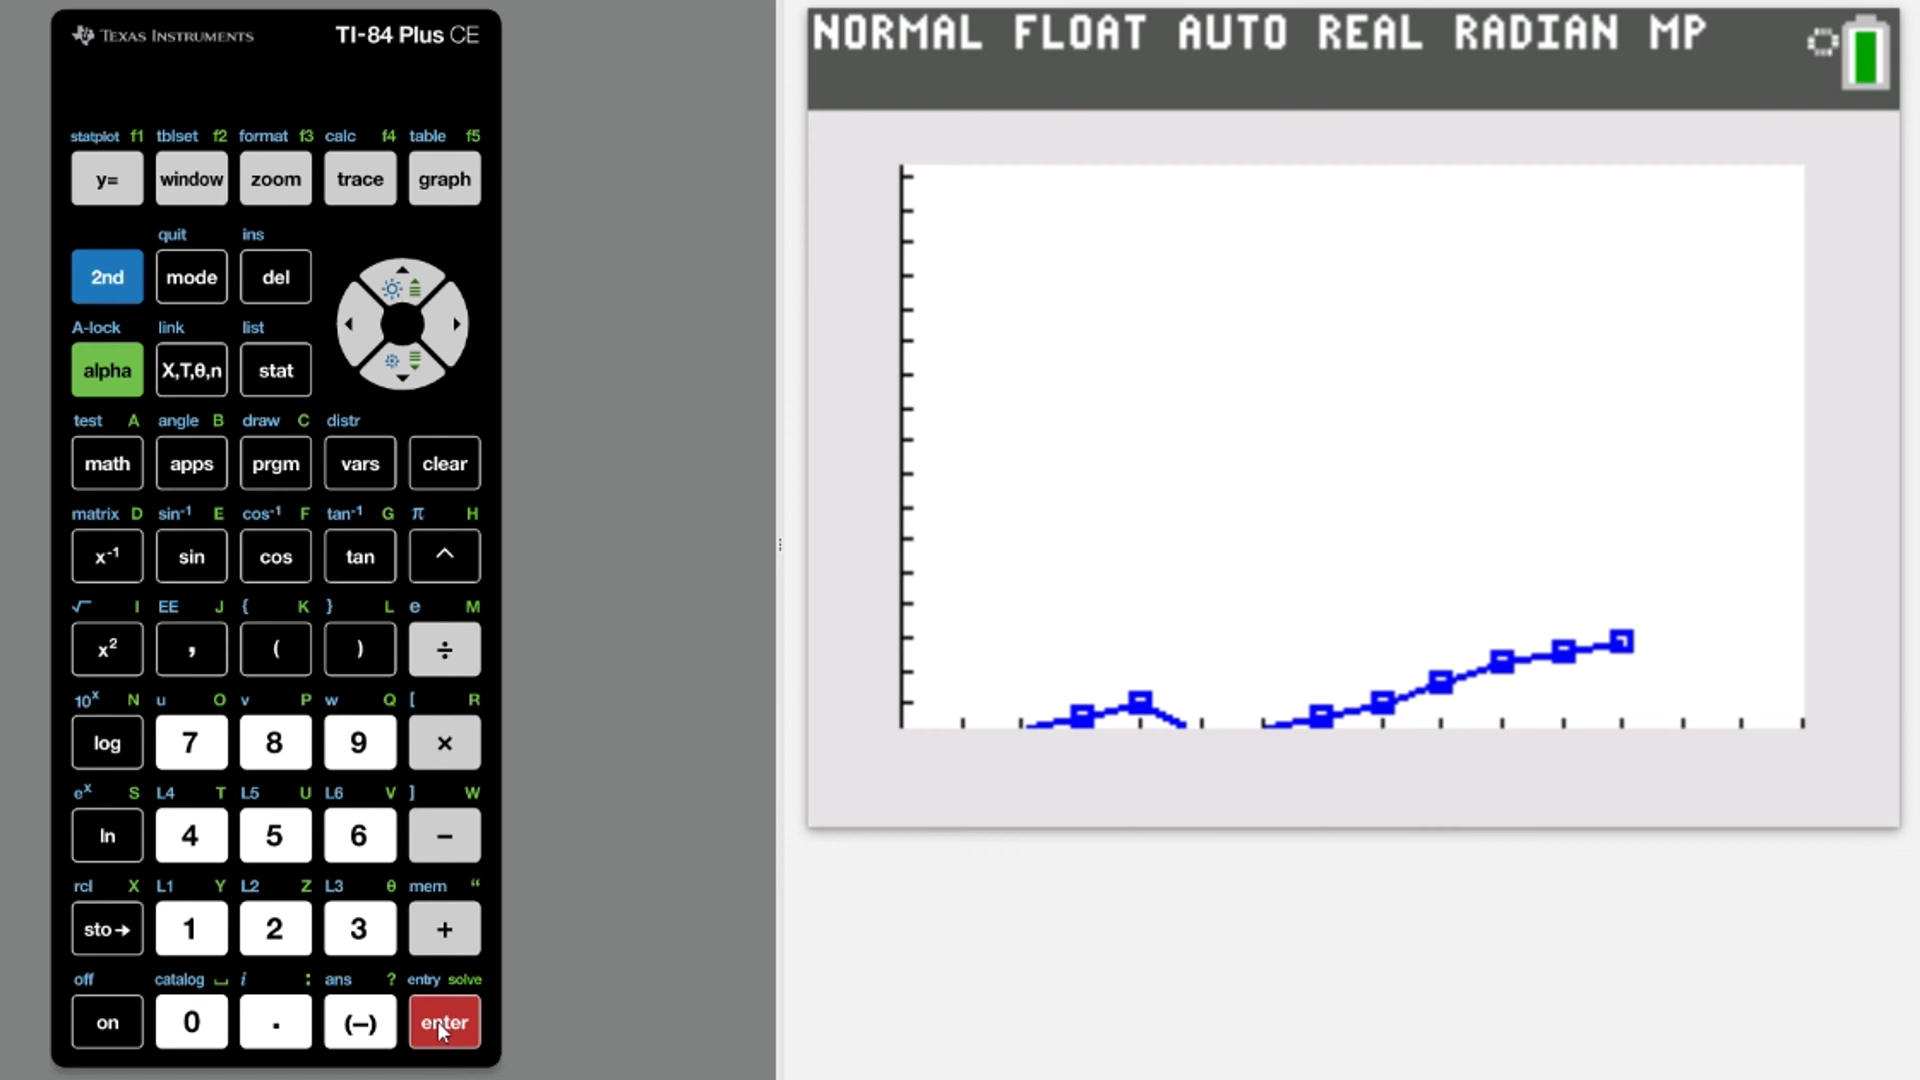 TEXAS INSTRUMENTS TI-84 Plus CE
statplot f1 tblset f2 format f3 calc f4 table f5
y= window zoom trace graph
quit ins
2nd mode del
A-lock link list
alpha X,T,θ,n stat
test A angle B draw C distr
math apps prgm vars clear
matrix D sin⁻¹ E cos⁻¹ F tan⁻¹ G π H
x⁻¹ sin cos tan ^
√ I EE J { K } L e M
x² , ( ) ÷
10ˣ N u O v P w Q [ R
log 7 8 9 ×
eˣ S L4 T L5 U L6 V ] W
ln 4 5 6 −
rcl X L1 Y L2 Z L3 θ mem “
sto→ 1 2 3 +
off catalog ⎵ i : ans ? entry solve
on 0 . (−) enter
NORMAL FLOAT AUTO REAL RADIAN MP